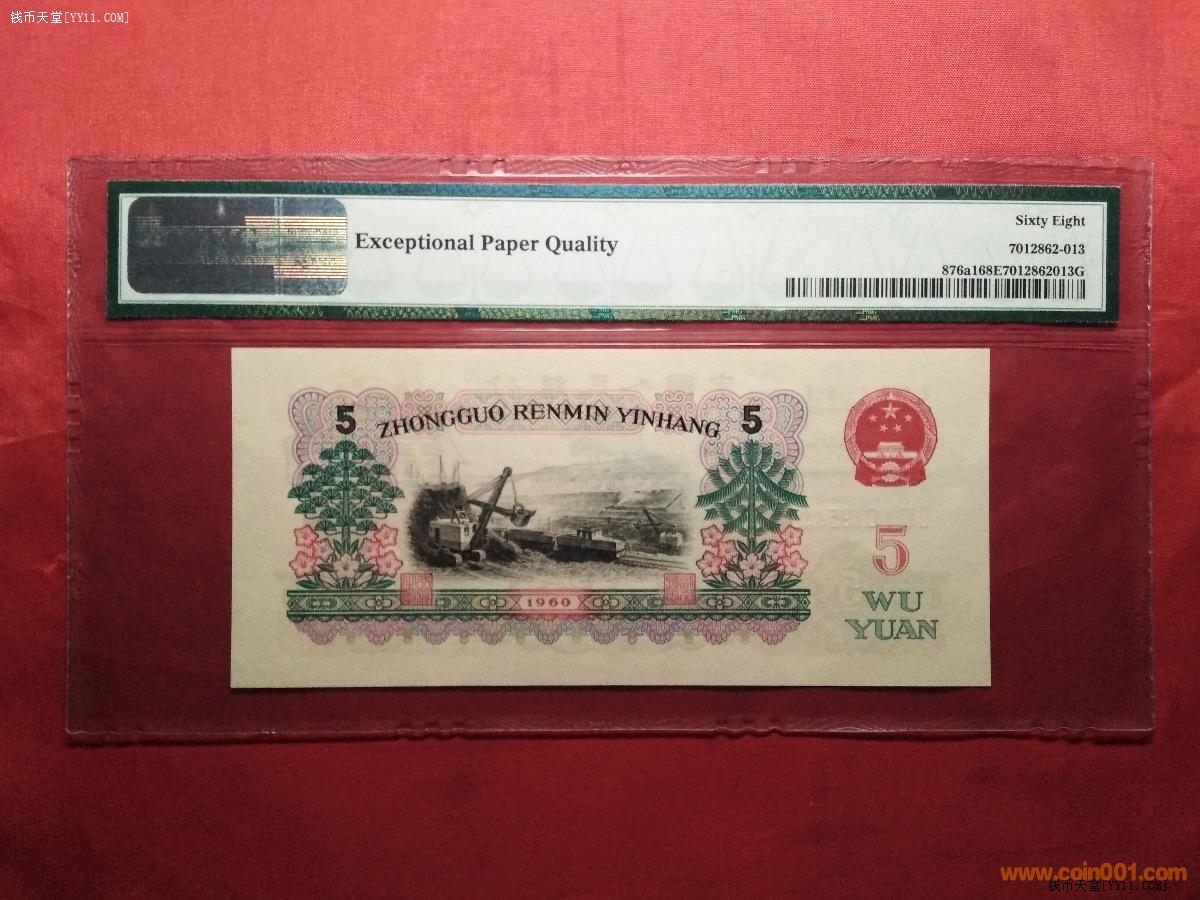 钱币天堂[YY11.COM]
Exceptional Paper Quality
Sixty Eight
7012862-013
876a168E7012862013G
5 ZHONGGUO RENMIN YINHANG 5
5
1960
WU
YUAN
www.coin001.com
钱币天堂[YY11.COM]